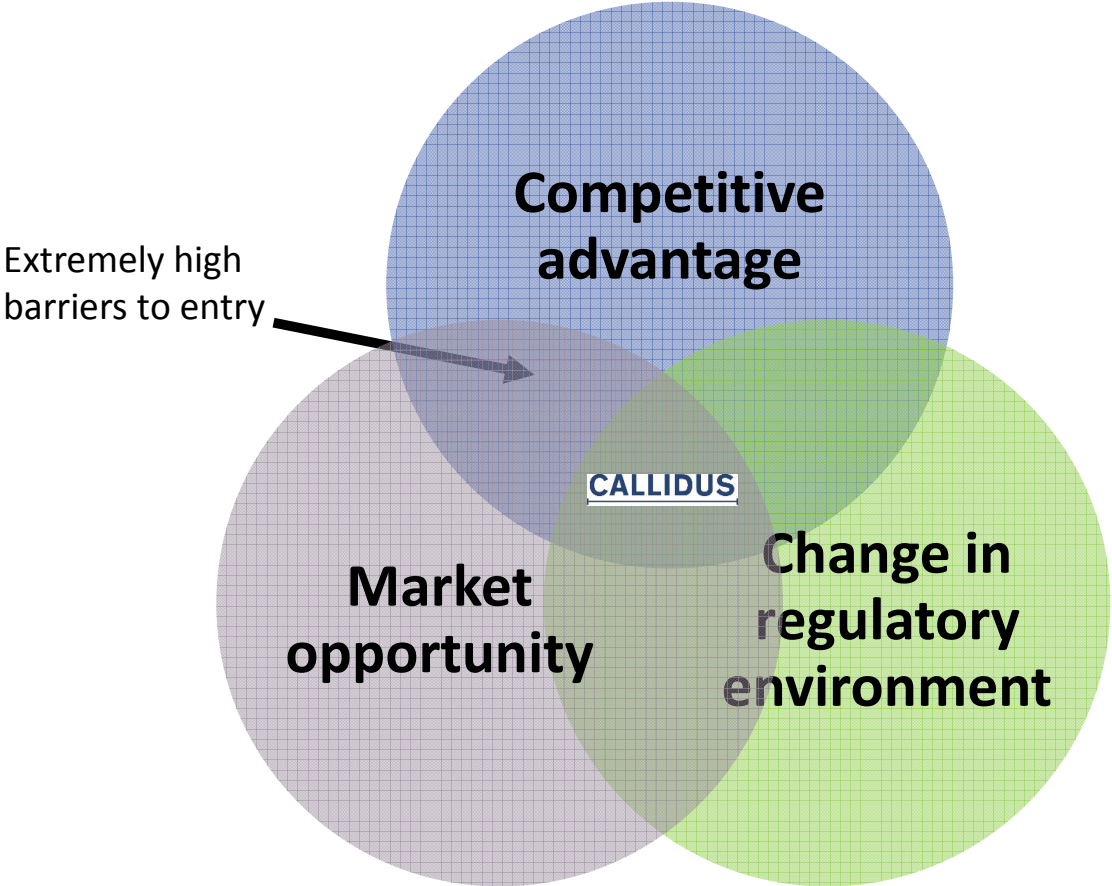 Competitive
advantage
Extremely high
barriers to entry
CALLIDUS
Market
opportunity
Change in
regulatory
environment